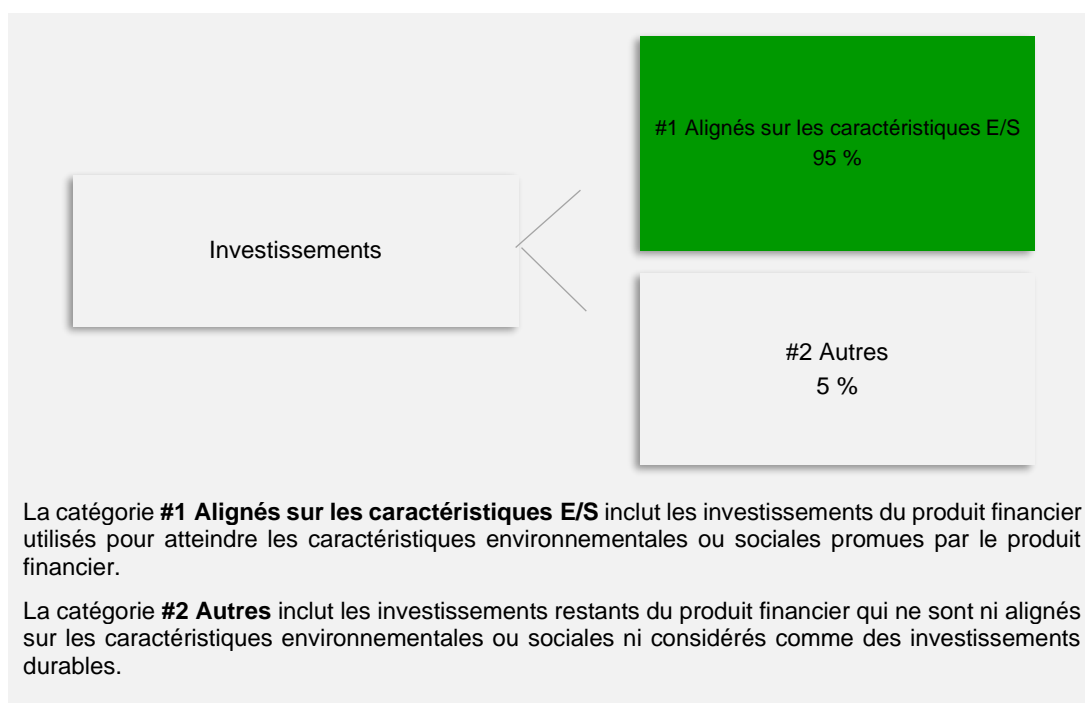 #1 Alignés sur les caractéristiques E/S
95 %
Investissements
#2 Autres
5 %
La catégorie #1 Alignés sur les caractéristiques E/S inclut les investissements du produit financier
utilisés pour atteindre les caractéristiques environnementales ou sociales promues par le produit
financier.
La catégorie #2 Autres inclut les investissements restants du produit financier qui ne sont ni alignés
sur les caractéristiques environnementales ou sociales ni considérés comme des investissements
durables.